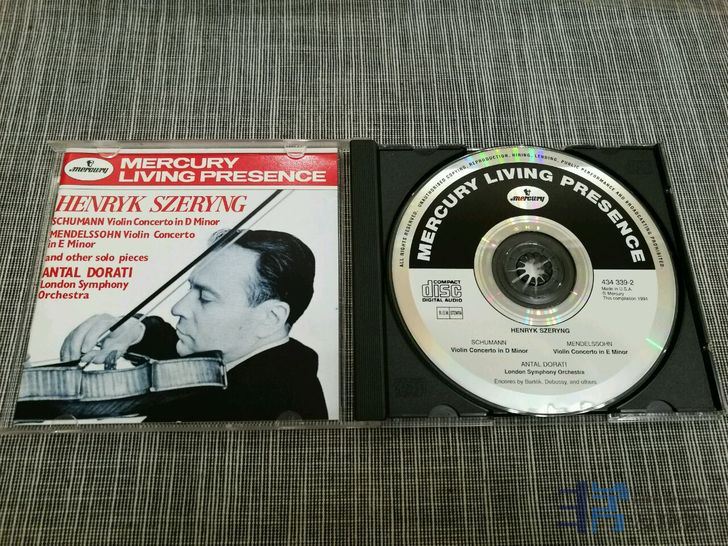 mercury
MERCURY
LIVING PRESENCE
HENRYK SZERYNG
SCHUMANN Violin Concerto in D Minor
MENDELSSOHN Violin Concerto
in E Minor
and other solo pieces
ANTAL DORATI
London Symphony
Orchestra
ALL RIGHTS RESERVED. UNAUTHORISED COPYING, REPRODUCTION, HIRING, LENDING, PUBLIC PERFORMANCE AND BROADCASTING PROHIBITED.
MERCURY LIVING PRESENCE
mercury
COMPACT
disc
DIGITAL AUDIO
434 339-2
Made in U.S.A.
This compilation 1994
HENRYK SZERYNG
SCHUMANN
Violin Concerto in D Minor
MENDELSSOHN
Violin Concerto in E Minor
ANTAL DORATI
London Symphony Orchestra
Encores by Bartók, Debussy, and others.